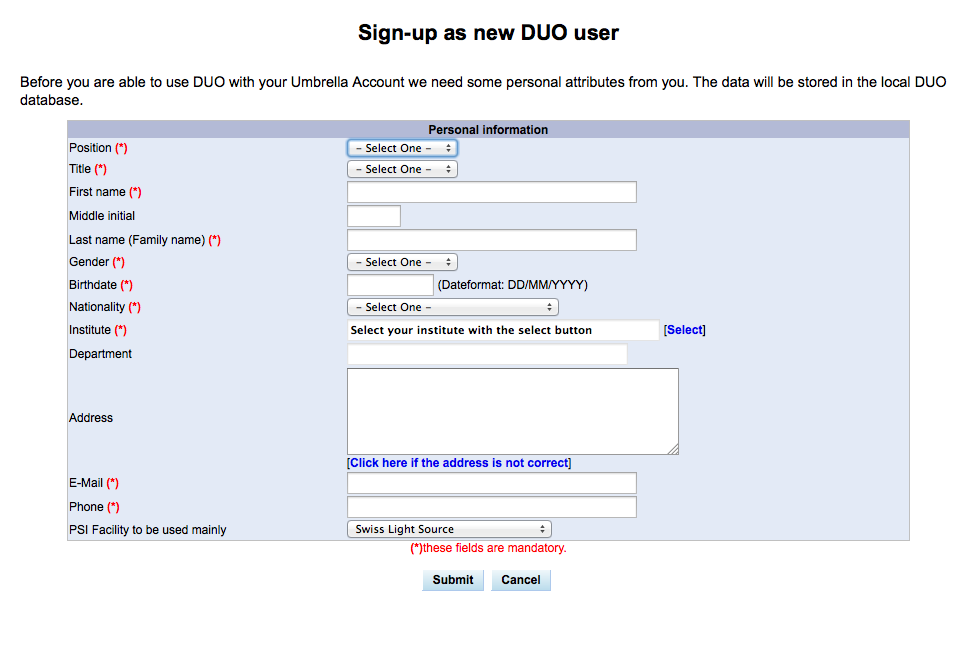 Sign-up as new DUO user
Before you are able to use DUO with your Umbrella Account we need some personal attributes from you. The data will be stored in the local DUO
database.
Personal information
Position (*) – Select One –
Title (*) – Select One –
First name (*)
Middle initial
Last name (Family name) (*)
Gender (*) – Select One –
Birthdate (*) (Dateformat: DD/MM/YYYY)
Nationality (*) – Select One –
Institute (*) Select your institute with the select button [Select]
Department
Address
[Click here if the address is not correct]
E-Mail (*)
Phone (*)
PSI Facility to be used mainly Swiss Light Source
(*)these fields are mandatory.
Submit Cancel